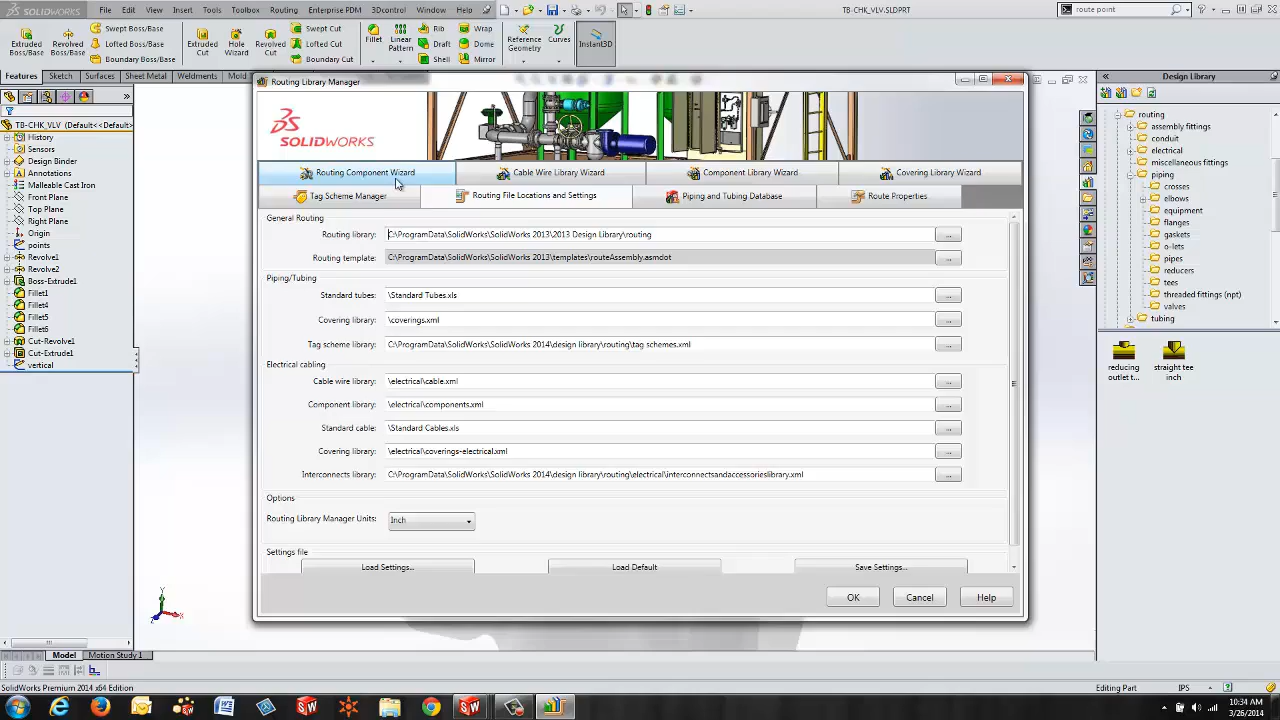 SOLIDWORKS
File Edit View Insert Tools Toolbox Routing Enterprise PDM 3Dcontrol Window Help
TB-CHK_VLV.SLDPRT
route point
Extruded Boss/Base
Revolved Boss/Base
Swept Boss/Base
Lofted Boss/Base
Boundary Boss/Base
Extruded Cut
Hole Wizard
Revolved Cut
Swept Cut
Lofted Cut
Boundary Cut
Fillet
Linear Pattern
Rib
Draft
Shell
Wrap
Dome
Mirror
Reference Geometry
Curves
Instant3D
Features Sketch Surfaces Sheet Metal Weldments Mold
TB-CHK_VLV (Default<<Default>
History
Sensors
Design Binder
Annotations
Malleable Cast Iron
Front Plane
Top Plane
Right Plane
Origin
points
Revolve1
Revolve2
Boss-Extrude1
Fillet1
Fillet4
Fillet5
Fillet6
Cut-Revolve1
Cut-Extrude1
vertical
Routing Library Manager
SOLIDWORKS
Routing Component Wizard
Cable Wire Library Wizard
Component Library Wizard
Covering Library Wizard
Tag Scheme Manager
Routing File Locations and Settings
Piping and Tubing Database
Route Properties
General Routing
Routing library: C:\ProgramData\SolidWorks\SolidWorks 2013\2013 Design Library\routing ...
Routing template: C:\ProgramData\SolidWorks\SolidWorks 2013\templates\routeAssembly.asmdot ...
Piping/Tubing
Standard tubes: \Standard Tubes.xls ...
Covering library: \coverings.xml ...
Tag scheme library: C:\ProgramData\SolidWorks\SolidWorks 2014\design library\routing\tag schemes.xml ...
Electrical cabling
Cable wire library: \electrical\cable.xml ...
Component library: \electrical\components.xml ...
Standard cable: \Standard Cables.xls ...
Covering library: \electrical\coverings-electrical.xml ...
Interconnects library: C:\ProgramData\SolidWorks\SolidWorks 2014\design library\routing\electrical\interconnectsandaccessorieslibrary.xml ...
Options
Routing Library Manager Units: Inch
Settings file
Load Settings...
Load Default
Save Settings...
OK
Cancel
Help
Design Library
routing
assembly fittings
conduit
electrical
miscellaneous fittings
piping
crosses
elbows
equipment
flanges
gaskets
o-lets
pipes
reducers
tees
threaded fittings (npt)
valves
tubing
reducing outlet t...
straight tee inch
Model Motion Study 1
SolidWorks Premium 2014 x64 Edition
Editing Part
IPS
10:34 AM
3/26/2014